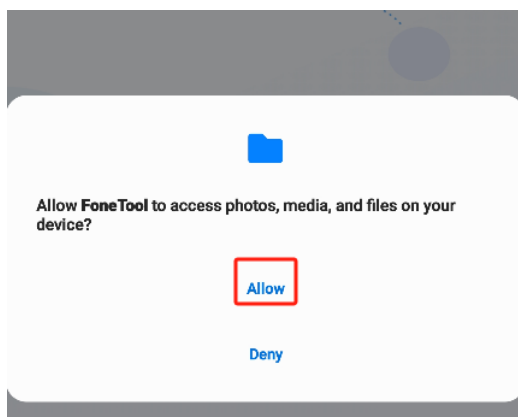 Allow FoneTool to access photos, media, and files on your
device?
Allow
Deny